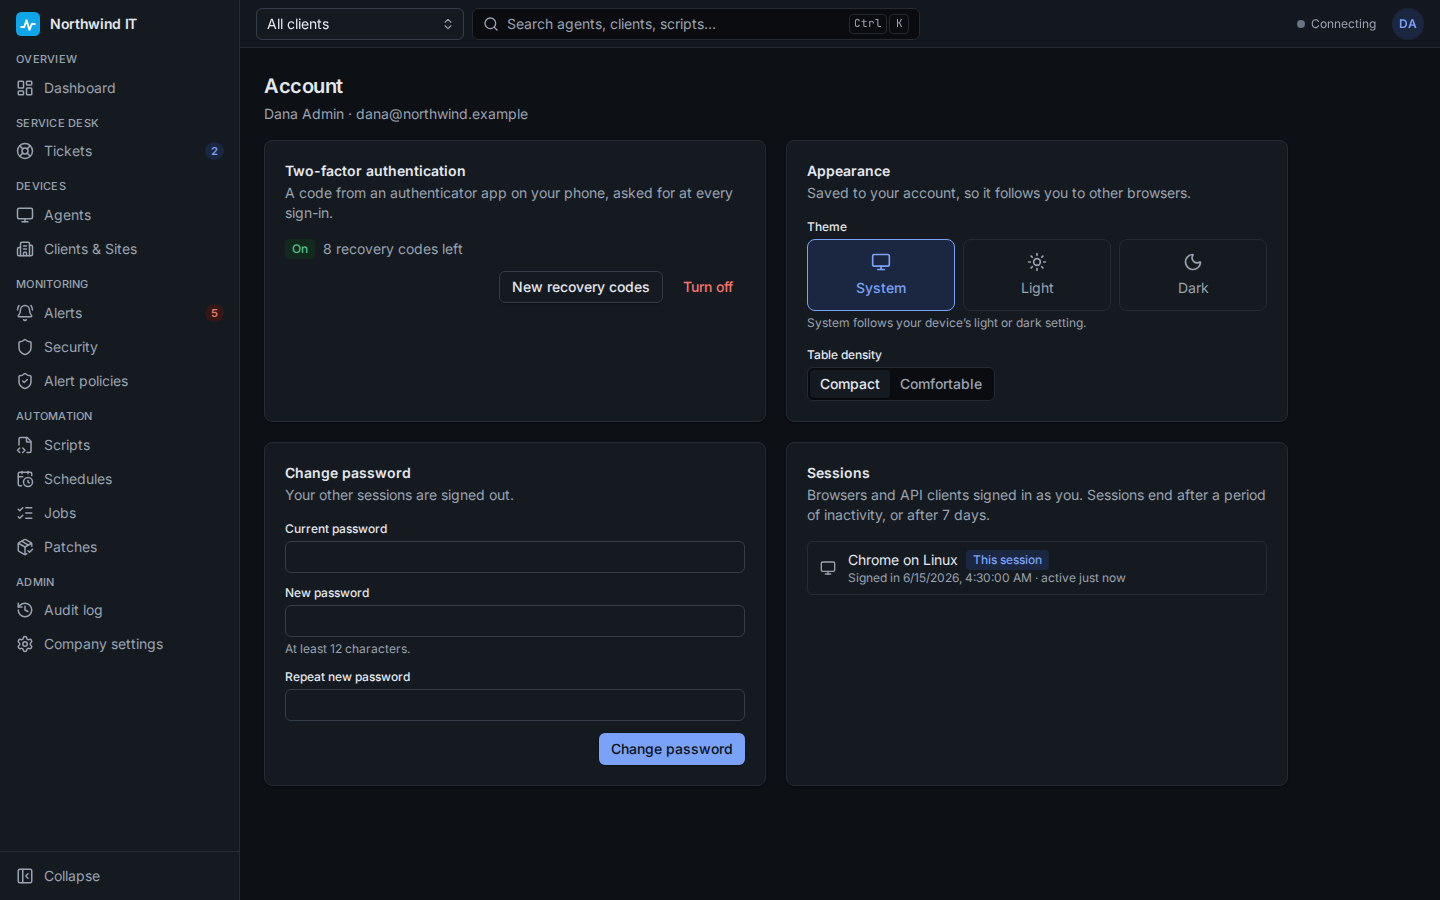 Northwind IT
OVERVIEW
Dashboard
SERVICE DESK
Tickets 2
DEVICES
Agents
Clients & Sites
MONITORING
Alerts 5
Security
Alert policies
AUTOMATION
Scripts
Schedules
Jobs
Patches
ADMIN
Audit log
Company settings
Collapse
All clients
Search agents, clients, scripts... Ctrl K
Connecting
DA
Account
Dana Admin · dana@northwind.example
Two-factor authentication
A code from an authenticator app on your phone, asked for at every
sign-in.
On 8 recovery codes left
New recovery codes Turn off
Appearance
Saved to your account, so it follows you to other browsers.
Theme
System Light Dark
System follows your device's light or dark setting.
Table density
Compact Comfortable
Change password
Your other sessions are signed out.
Current password
New password
At least 12 characters.
Repeat new password
Change password
Sessions
Browsers and API clients signed in as you. Sessions end after a period
of inactivity, or after 7 days.
Chrome on Linux This session
Signed in 6/15/2026, 4:30:00 AM · active just now